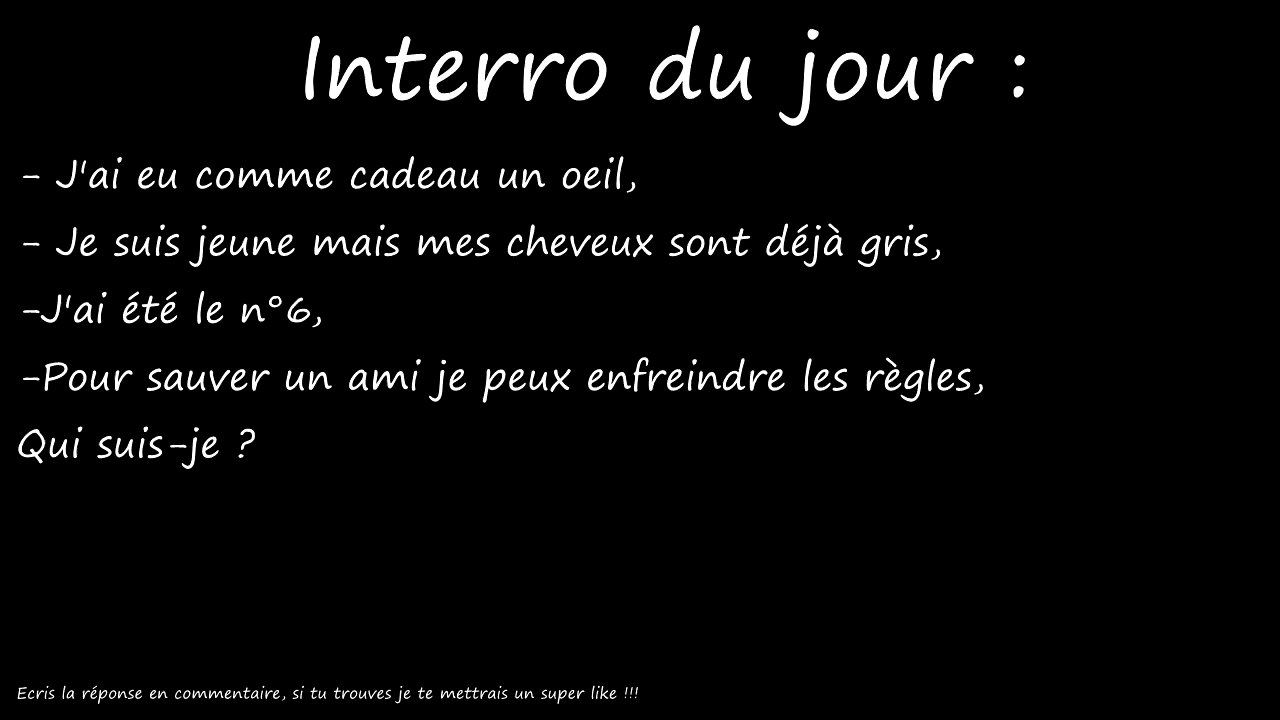 Interro du jour :
- J'ai eu comme cadeau un oeil,
- Je suis jeune mais mes cheveux sont déjà gris,
-J'ai été le n°6,
-Pour sauver un ami je peux enfreindre les règles,
Qui suis-je ?
Ecris la réponse en commentaire, si tu trouves je te mettrais un super like !!!